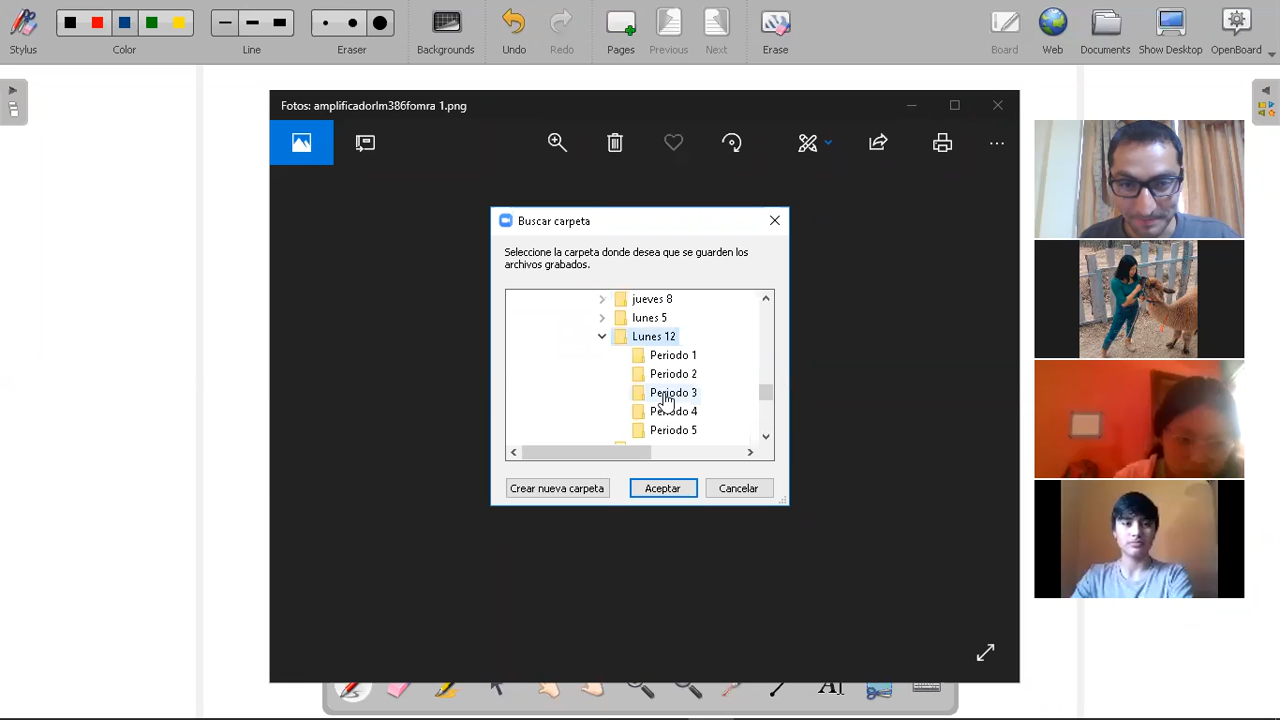 Stylus
Color
Line
Eraser
Backgrounds
Undo
Redo
Pages
Previous
Next
Erase
Board
Web
Documents
Show Desktop
OpenBoard
Fotos: amplificadorlm386fomra 1.png
Buscar carpeta
Seleccione la carpeta donde desea que se guarden los
archivos grabados.
jueves 8
lunes 5
Lunes 12
Periodo 1
Periodo 2
Periodo 3
Periodo 4
Periodo 5
Crear nueva carpeta
Aceptar
Cancelar
AI